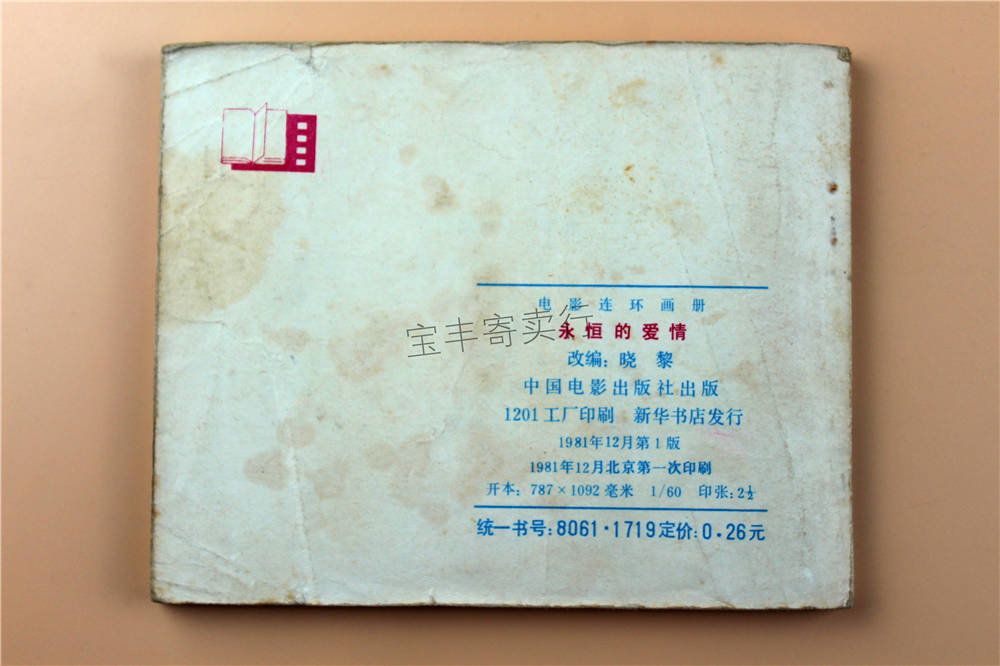 电影连环画册
永恒的爱情
宝丰寄卖行
改编：晓 黎
中国电影出版社出版
1201工厂印刷 新华书店发行
1981年12月第1版
1981年12月北京第一次印刷
开本：787×1092毫米 1/60 印张：2½
统一书号：8061·1719定价：0.26元